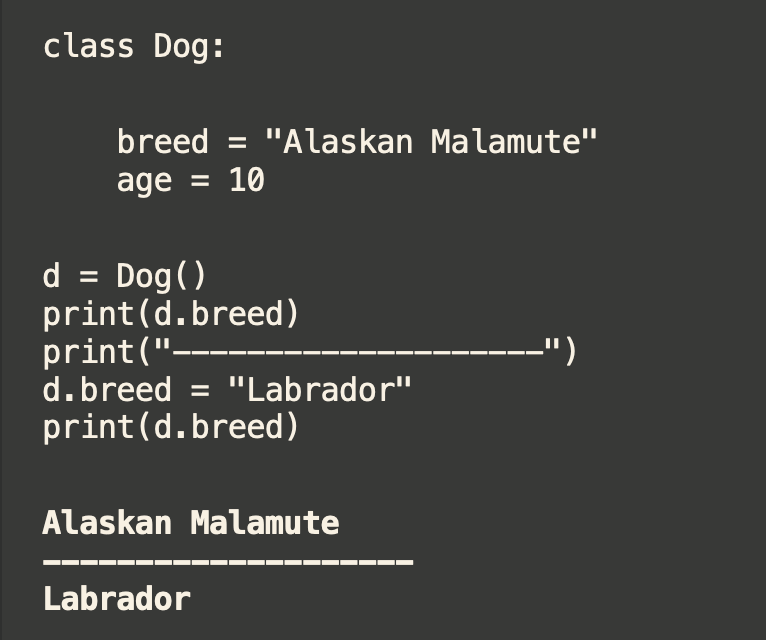 class Dog:
    breed = "Alaskan Malamute"
    age = 10
d = Dog()
print(d.breed)
print("--------------------")
d.breed = "Labrador"
print(d.breed)
Alaskan Malamute
--------------------
Labrador